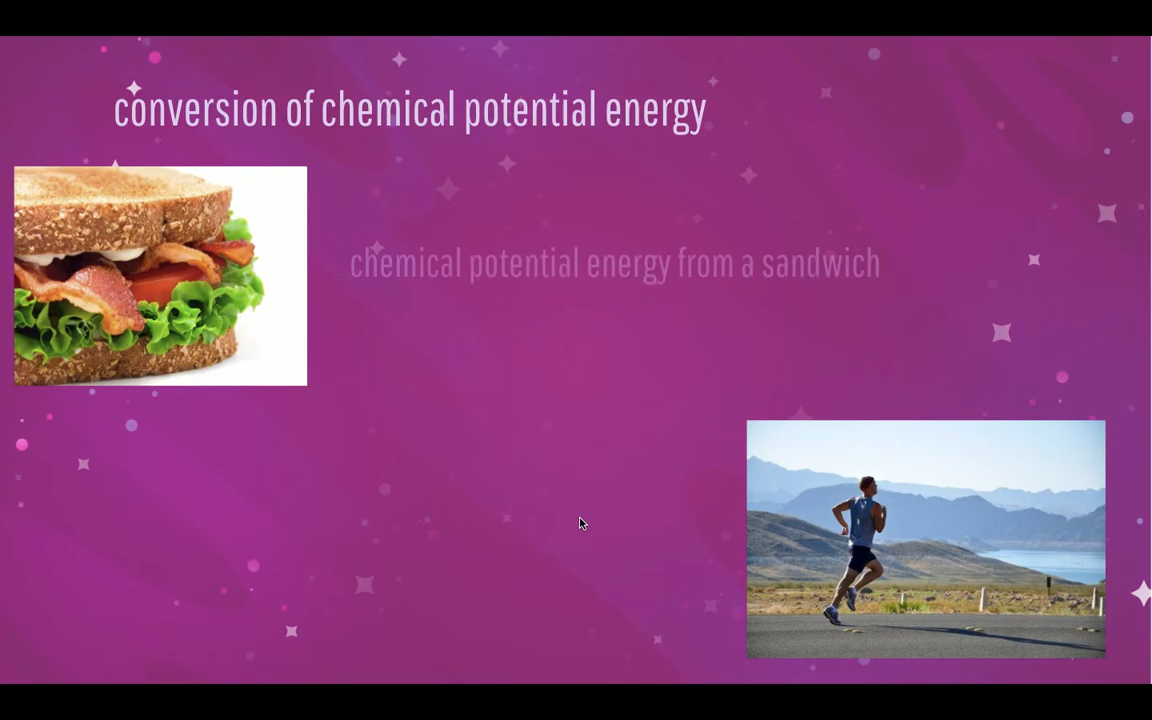 conversion of chemical potential energy
chemical potential energy from a sandwich